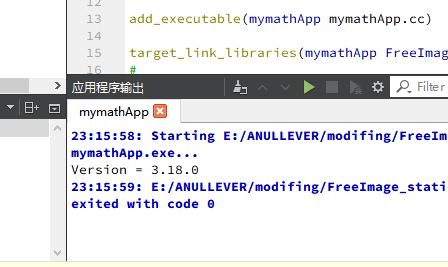 12
13 add_executable(mymathApp mymathApp.cc)
14
15 target_link_libraries(mymathApp FreeImag
16 #
应用程序输出
Filter
mymathApp
23:15:58: Starting E:/ANULLEVER/modifing/FreeIm
mymathApp.exe...
Version = 3.18.0
23:15:59: E:/ANULLEVER/modifing/FreeImage_stati
exited with code 0